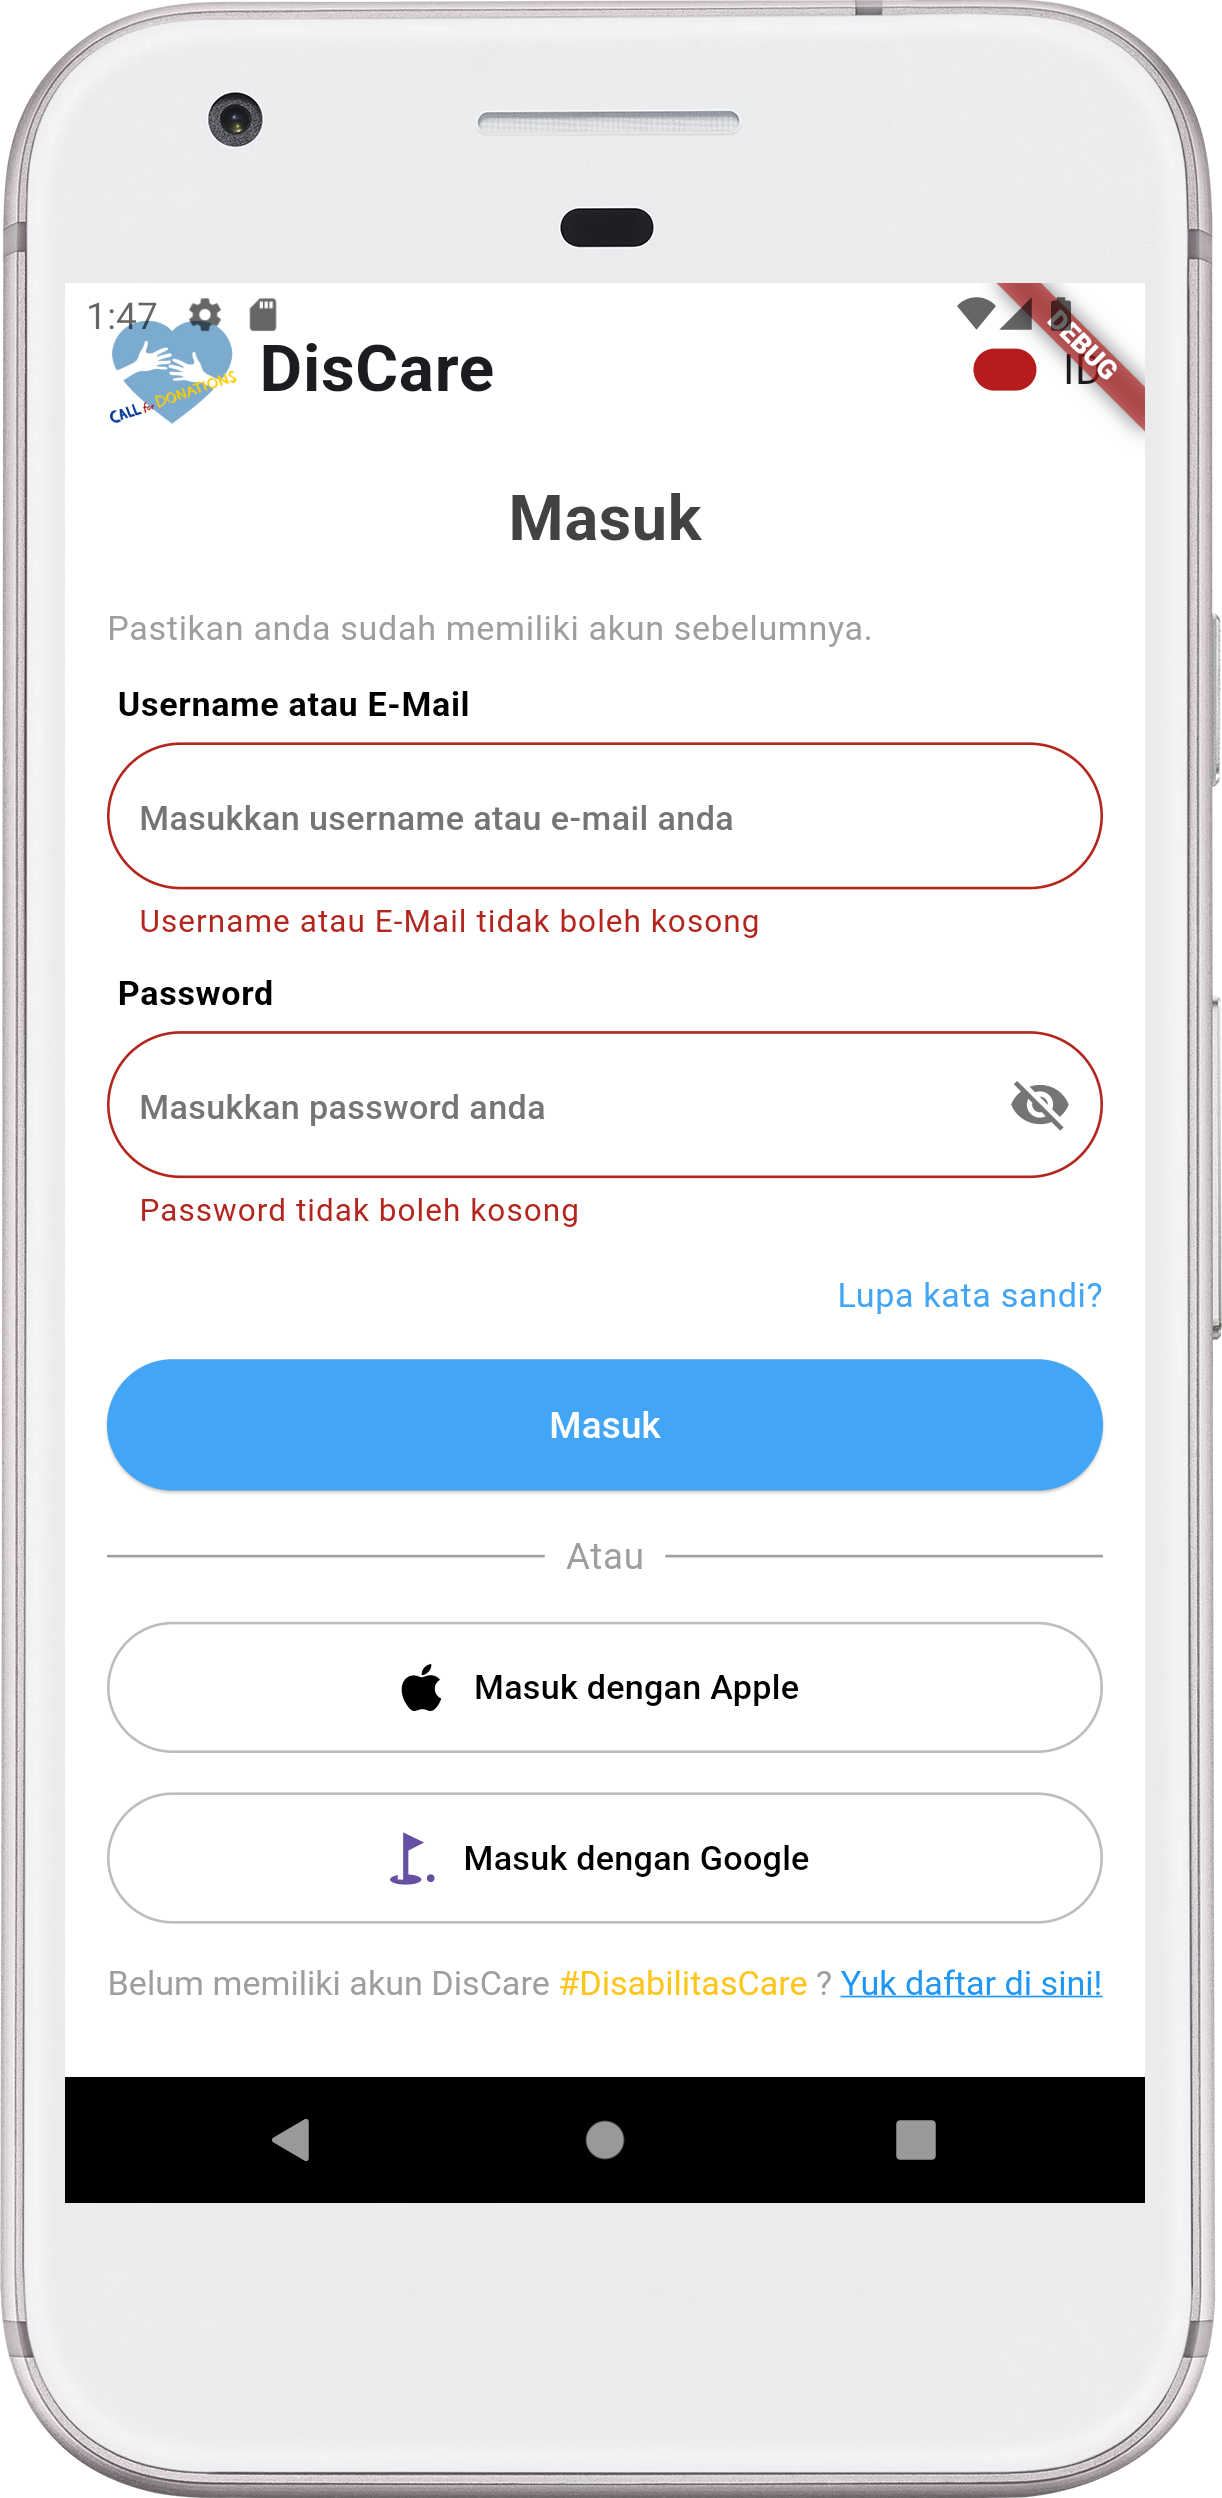 1:47
DEBUG
CALL for DONATIONS
DisCare
ID
Masuk
Pastikan anda sudah memiliki akun sebelumnya.
Username atau E-Mail
Masukkan username atau e-mail anda
Username atau E-Mail tidak boleh kosong
Password
Masukkan password anda
Password tidak boleh kosong
Lupa kata sandi?
Masuk
Atau
Masuk dengan Apple
Masuk dengan Google
Belum memiliki akun DisCare #DisabilitasCare ? Yuk daftar di sini!